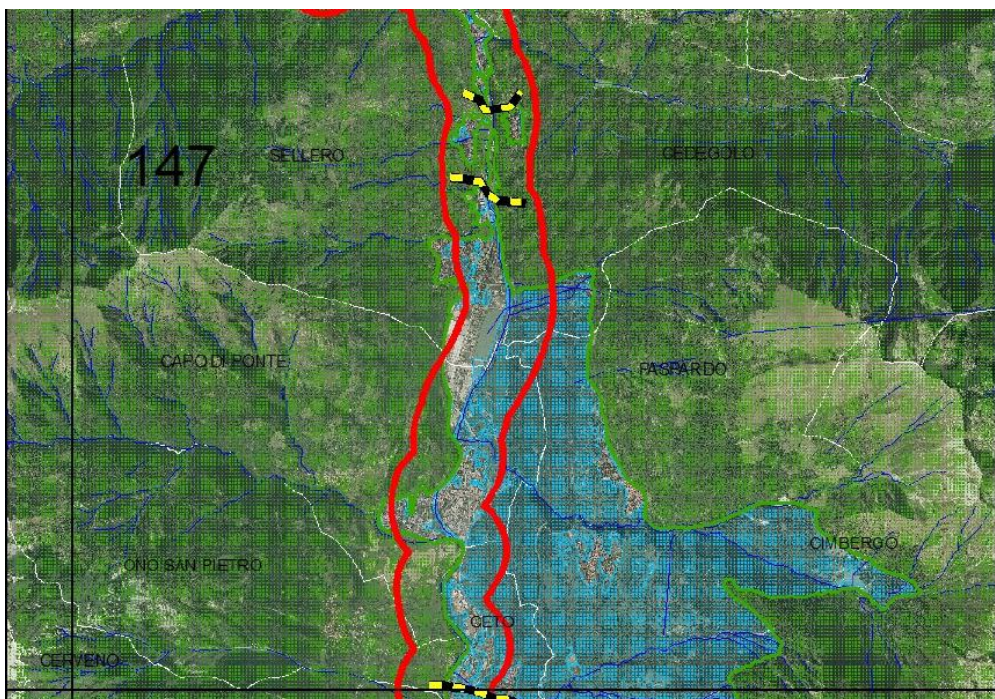 147
SELLERO
CEDEGOLO
CAPO DI PONTE
PASPARDO
CIMBERGO
ONO SAN PIETRO
CETO
CERVENO